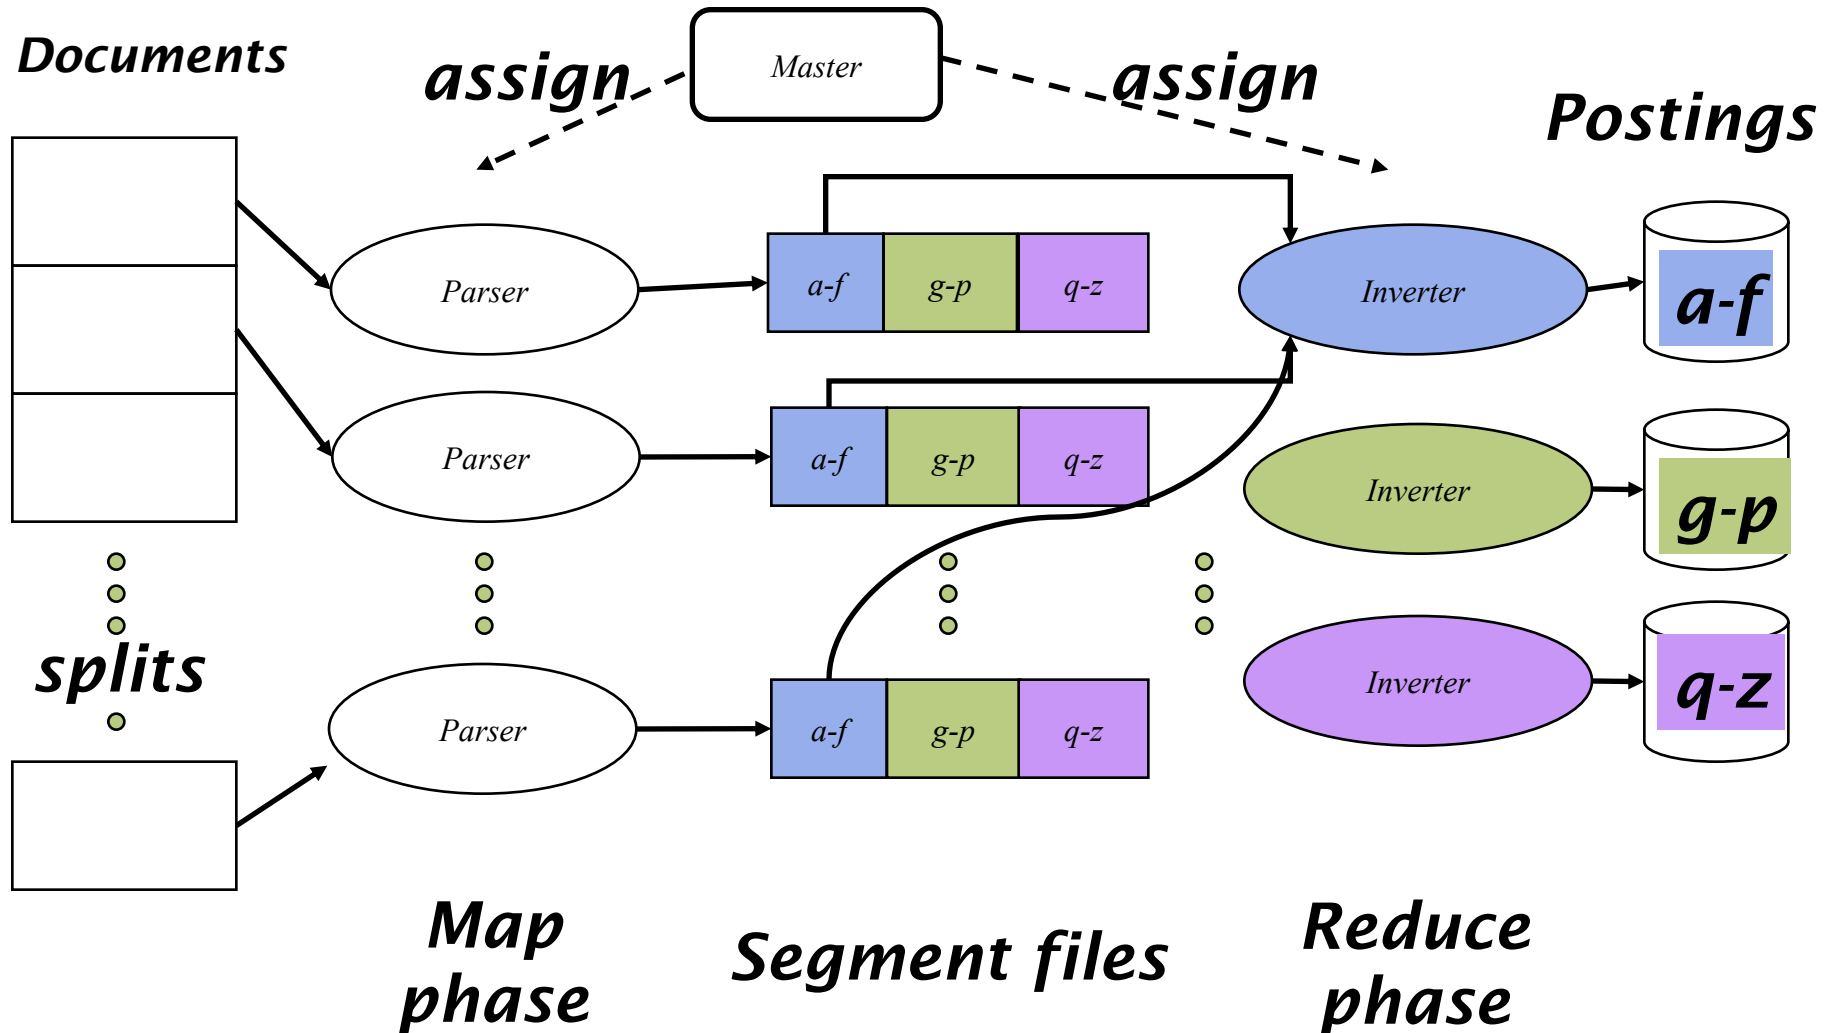 Documents
assign
Master
assign
Postings
Parser
a-f
g-p
q-z
Inverter
a-f
Parser
a-f
g-p
q-z
Inverter
g-p
splits
Parser
a-f
g-p
q-z
Inverter
q-z
Map
phase
Segment files
Reduce
phase